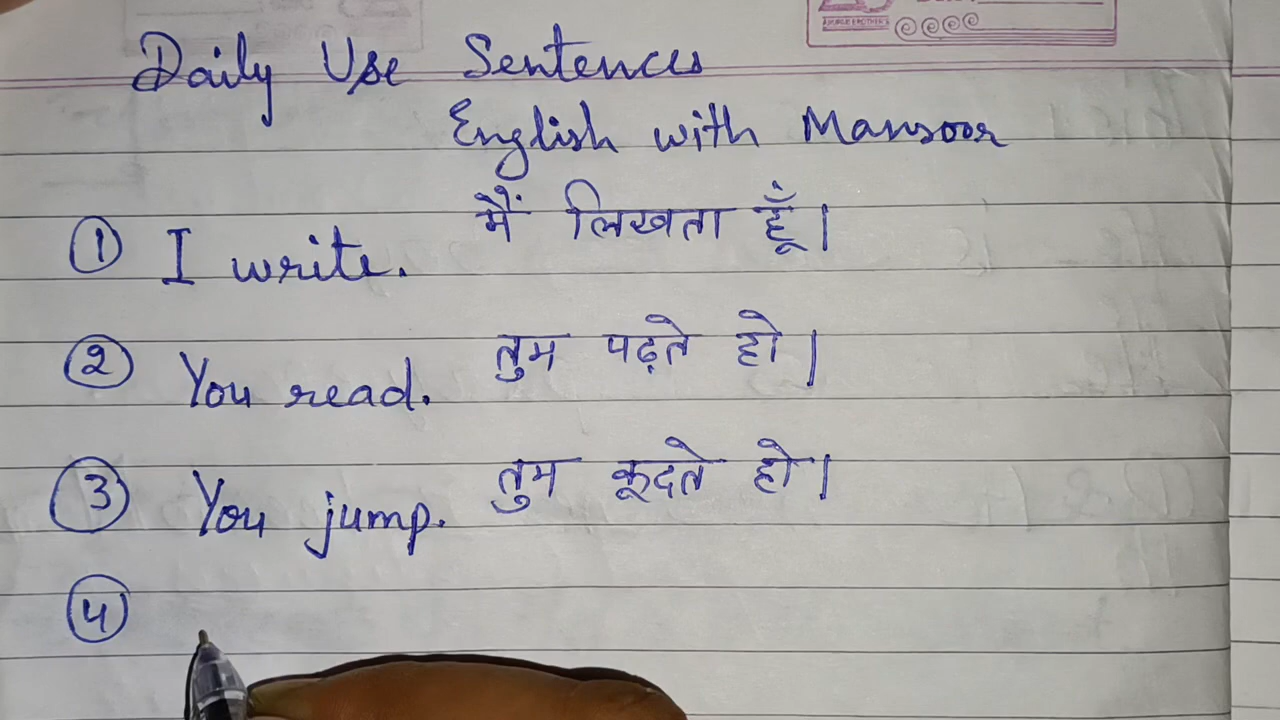 Daily Use Sentences
English with Mansoor
① I write. मैं लिखता हूँ।
② You read. तुम पढ़ते हो।
③ You jump. तुम कूदते हो।
④